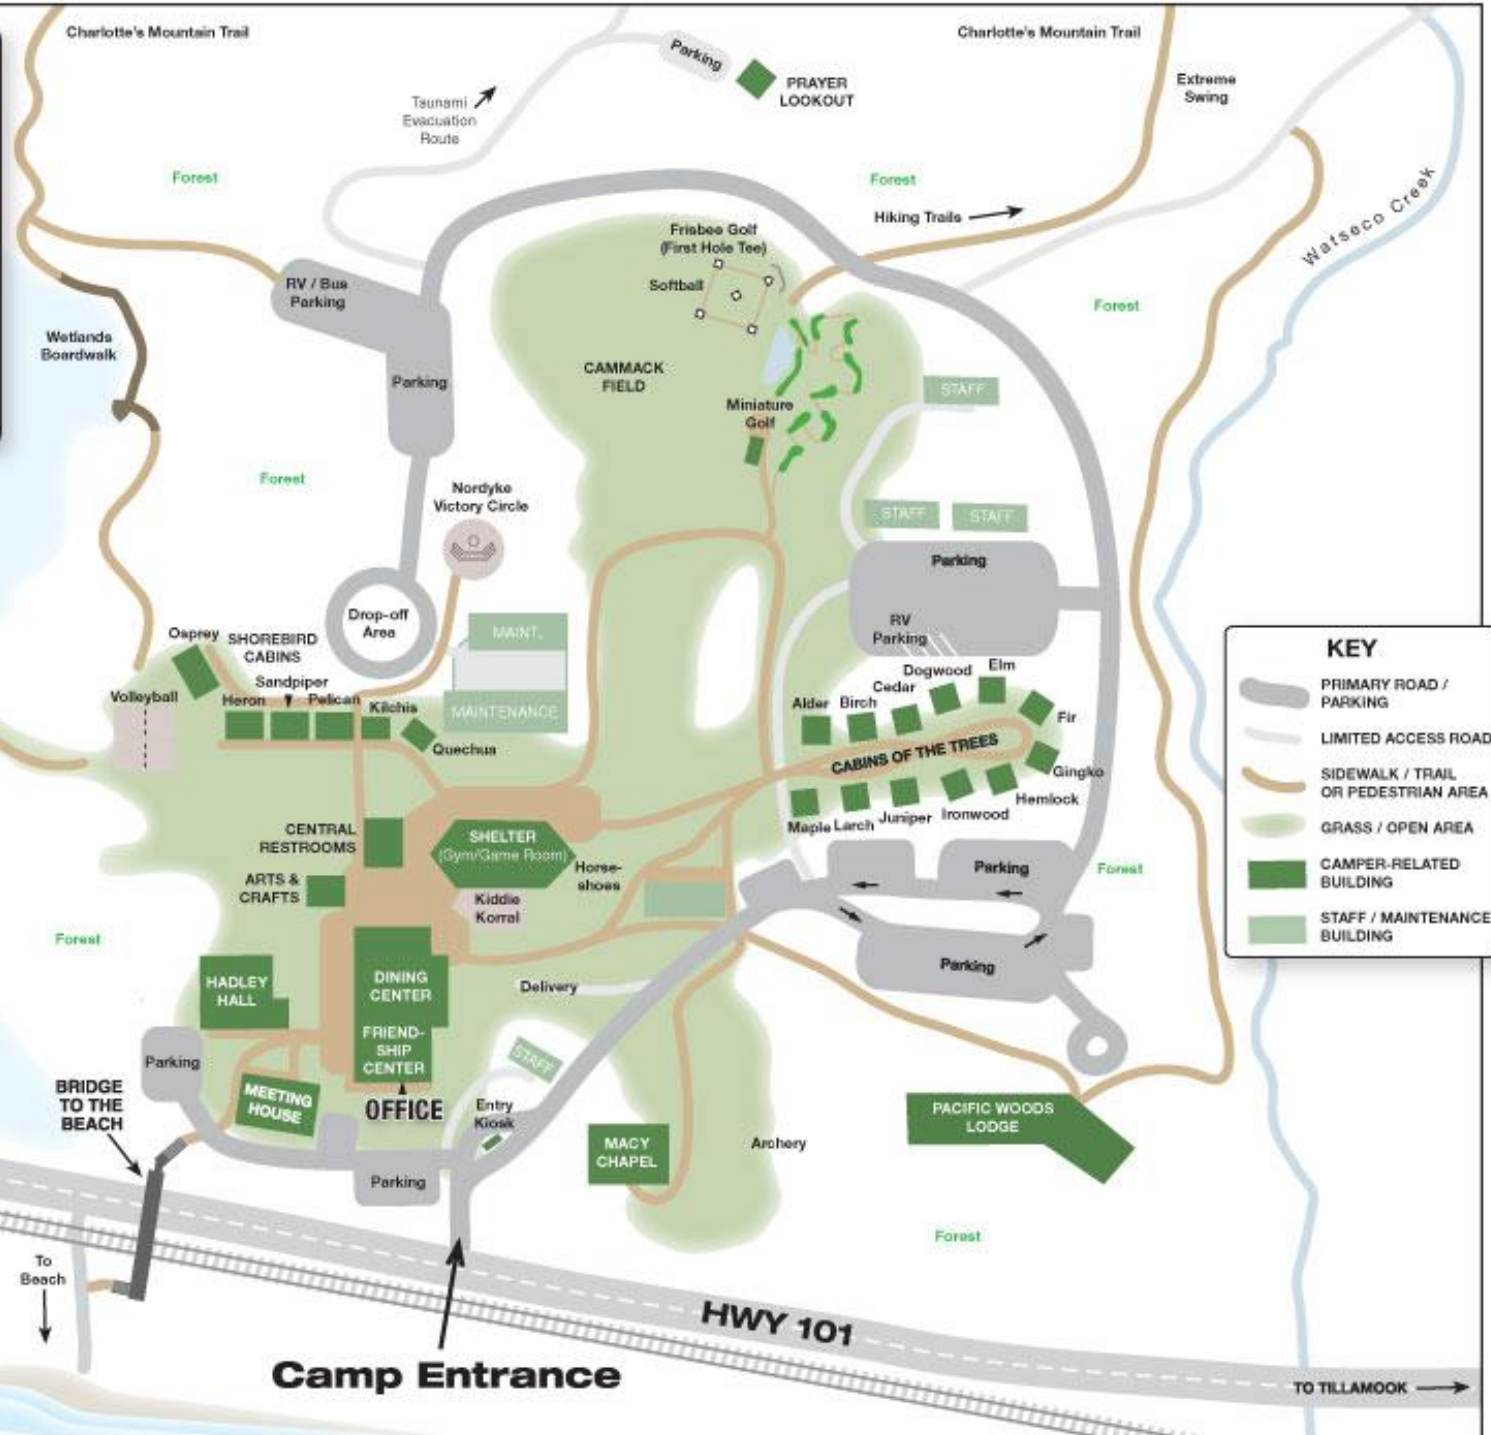 Charlotte's Mountain Trail
Charlotte's Mountain Trail
Parking
PRAYER
LOOKOUT
Extreme
Swing
Tsunami
Evacuation
Route
Forest
Forest
Hiking Trails
Watseco Creek
Frisbee Golf
(First Hole Tee)
Softball
RV / Bus
Parking
Forest
Wetlands
Boardwalk
CAMMACK
FIELD
Parking
STAFF
Miniature
Golf
Forest
Nordyke
Victory Circle
STAFF
STAFF
Parking
Drop-off
Area
MAINT.
RV
Parking
Osprey
SHOREBIRD
CABINS
Sandpiper
Volleyball
Heron
Pelican
Kilchis
MAINTENANCE
Quechua
Dogwood
Elm
Cedar
Alder
Birch
Fir
CABINS OF THE TREES
Gingko
Hemlock
Ironwood
Juniper
Maple
Larch
KEY
PRIMARY ROAD /
PARKING
LIMITED ACCESS ROAD
SIDEWALK / TRAIL
OR PEDESTRIAN AREA
GRASS / OPEN AREA
CAMPER-RELATED
BUILDING
STAFF / MAINTENANCE
BUILDING
CENTRAL
RESTROOMS
SHELTER
(Gym/Game Room)
Horse-
shoes
Parking
Forest
ARTS &
CRAFTS
Kiddie
Korral
Forest
Parking
HADLEY
HALL
DINING
CENTER
Delivery
FRIEND-
SHIP
CENTER
STAFF
Parking
BRIDGE
TO THE
BEACH
MEETING
HOUSE
OFFICE
Entry
Kiosk
PACIFIC WOODS
LODGE
MACY
CHAPEL
Archery
Parking
Forest
To
Beach
HWY 101
Camp Entrance
TO TILLAMOOK